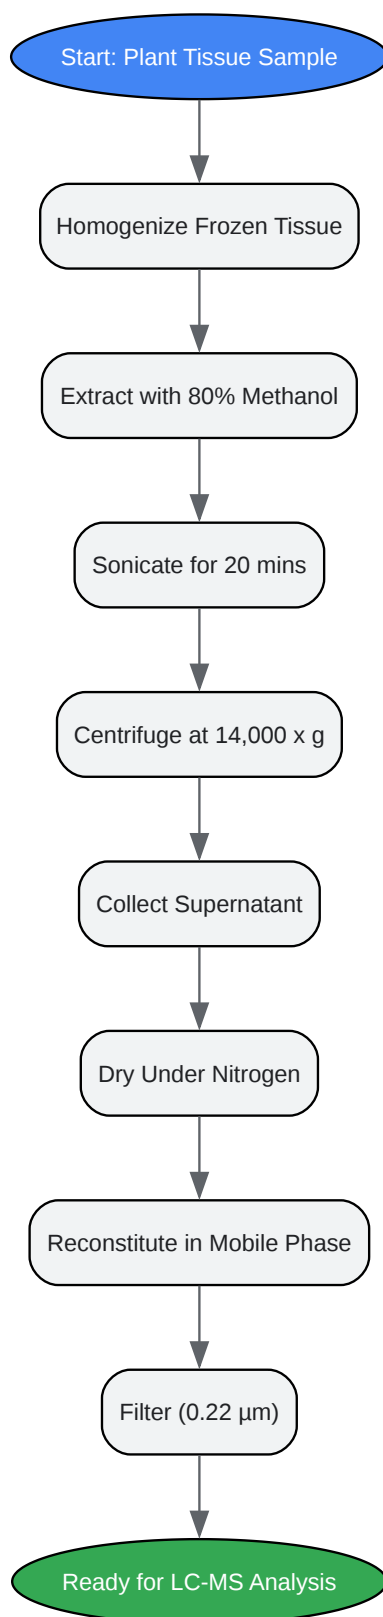 Start: Plant Tissue Sample
Homogenize Frozen Tissue
Extract with 80% Methanol
Sonicate for 20 mins
Centrifuge at 14,000 x g
Collect Supernatant
Dry Under Nitrogen
Reconstitute in Mobile Phase
Filter (0.22 µm)
Ready for LC-MS Analysis